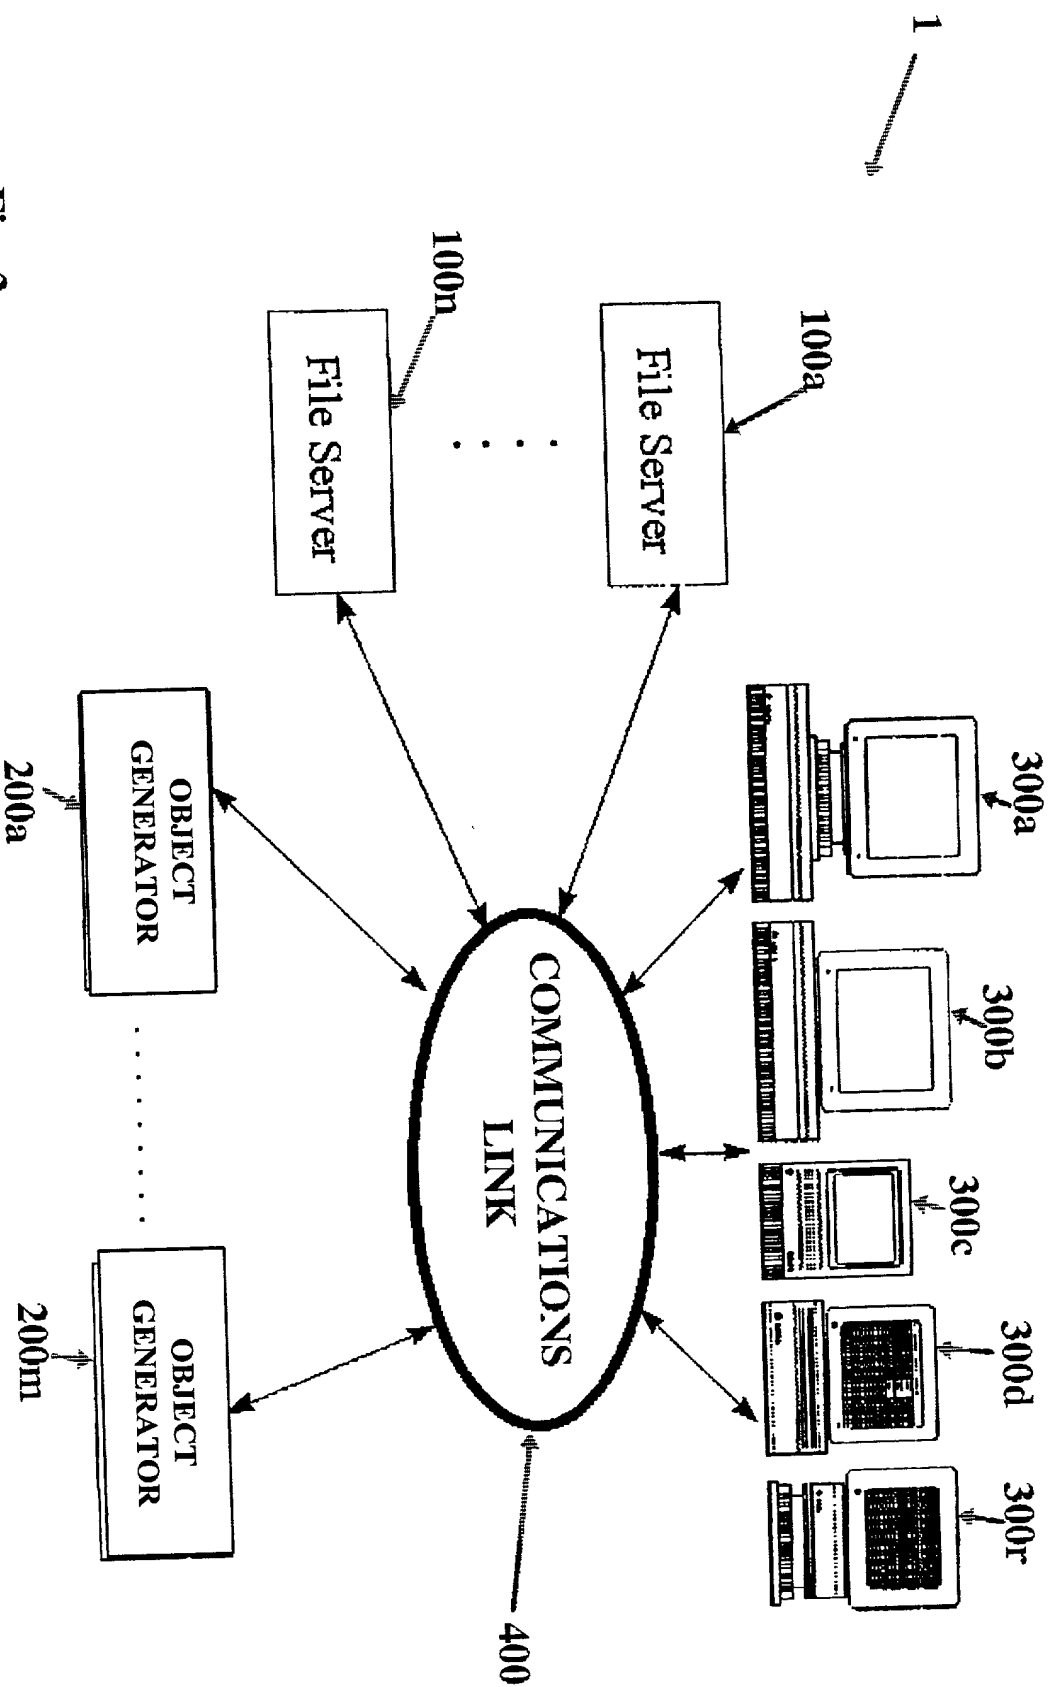 1
300a
300b
300c
300d
300r
100a
File Server
. . . .
100n
File Server
COMMUNICATIONS
LINK
400
OBJECT
GENERATOR
200a
. . . . . . . .
OBJECT
GENERATOR
200m